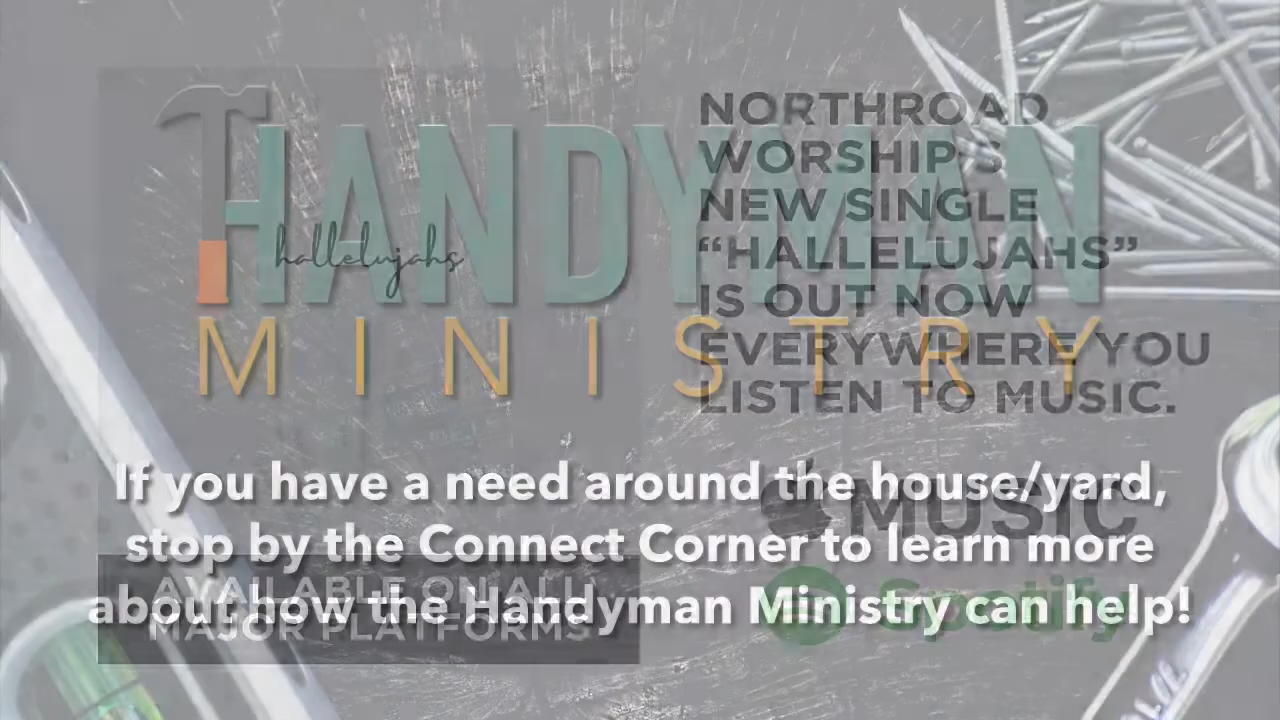 HANDYMAN
MINISTRY
If you have a need around the house/yard,
stop by the Connect Corner to learn more
about how the Handyman Ministry can help!
hallelujahs
AVAILABLE ON ALL
MAJOR PLATFORMS
NORTHROAD
WORSHIP'S
NEW SINGLE
“HALLELUJAHS”
IS OUT NOW
EVERYWHERE YOU
LISTEN TO MUSIC.
MUSIC
Spotify